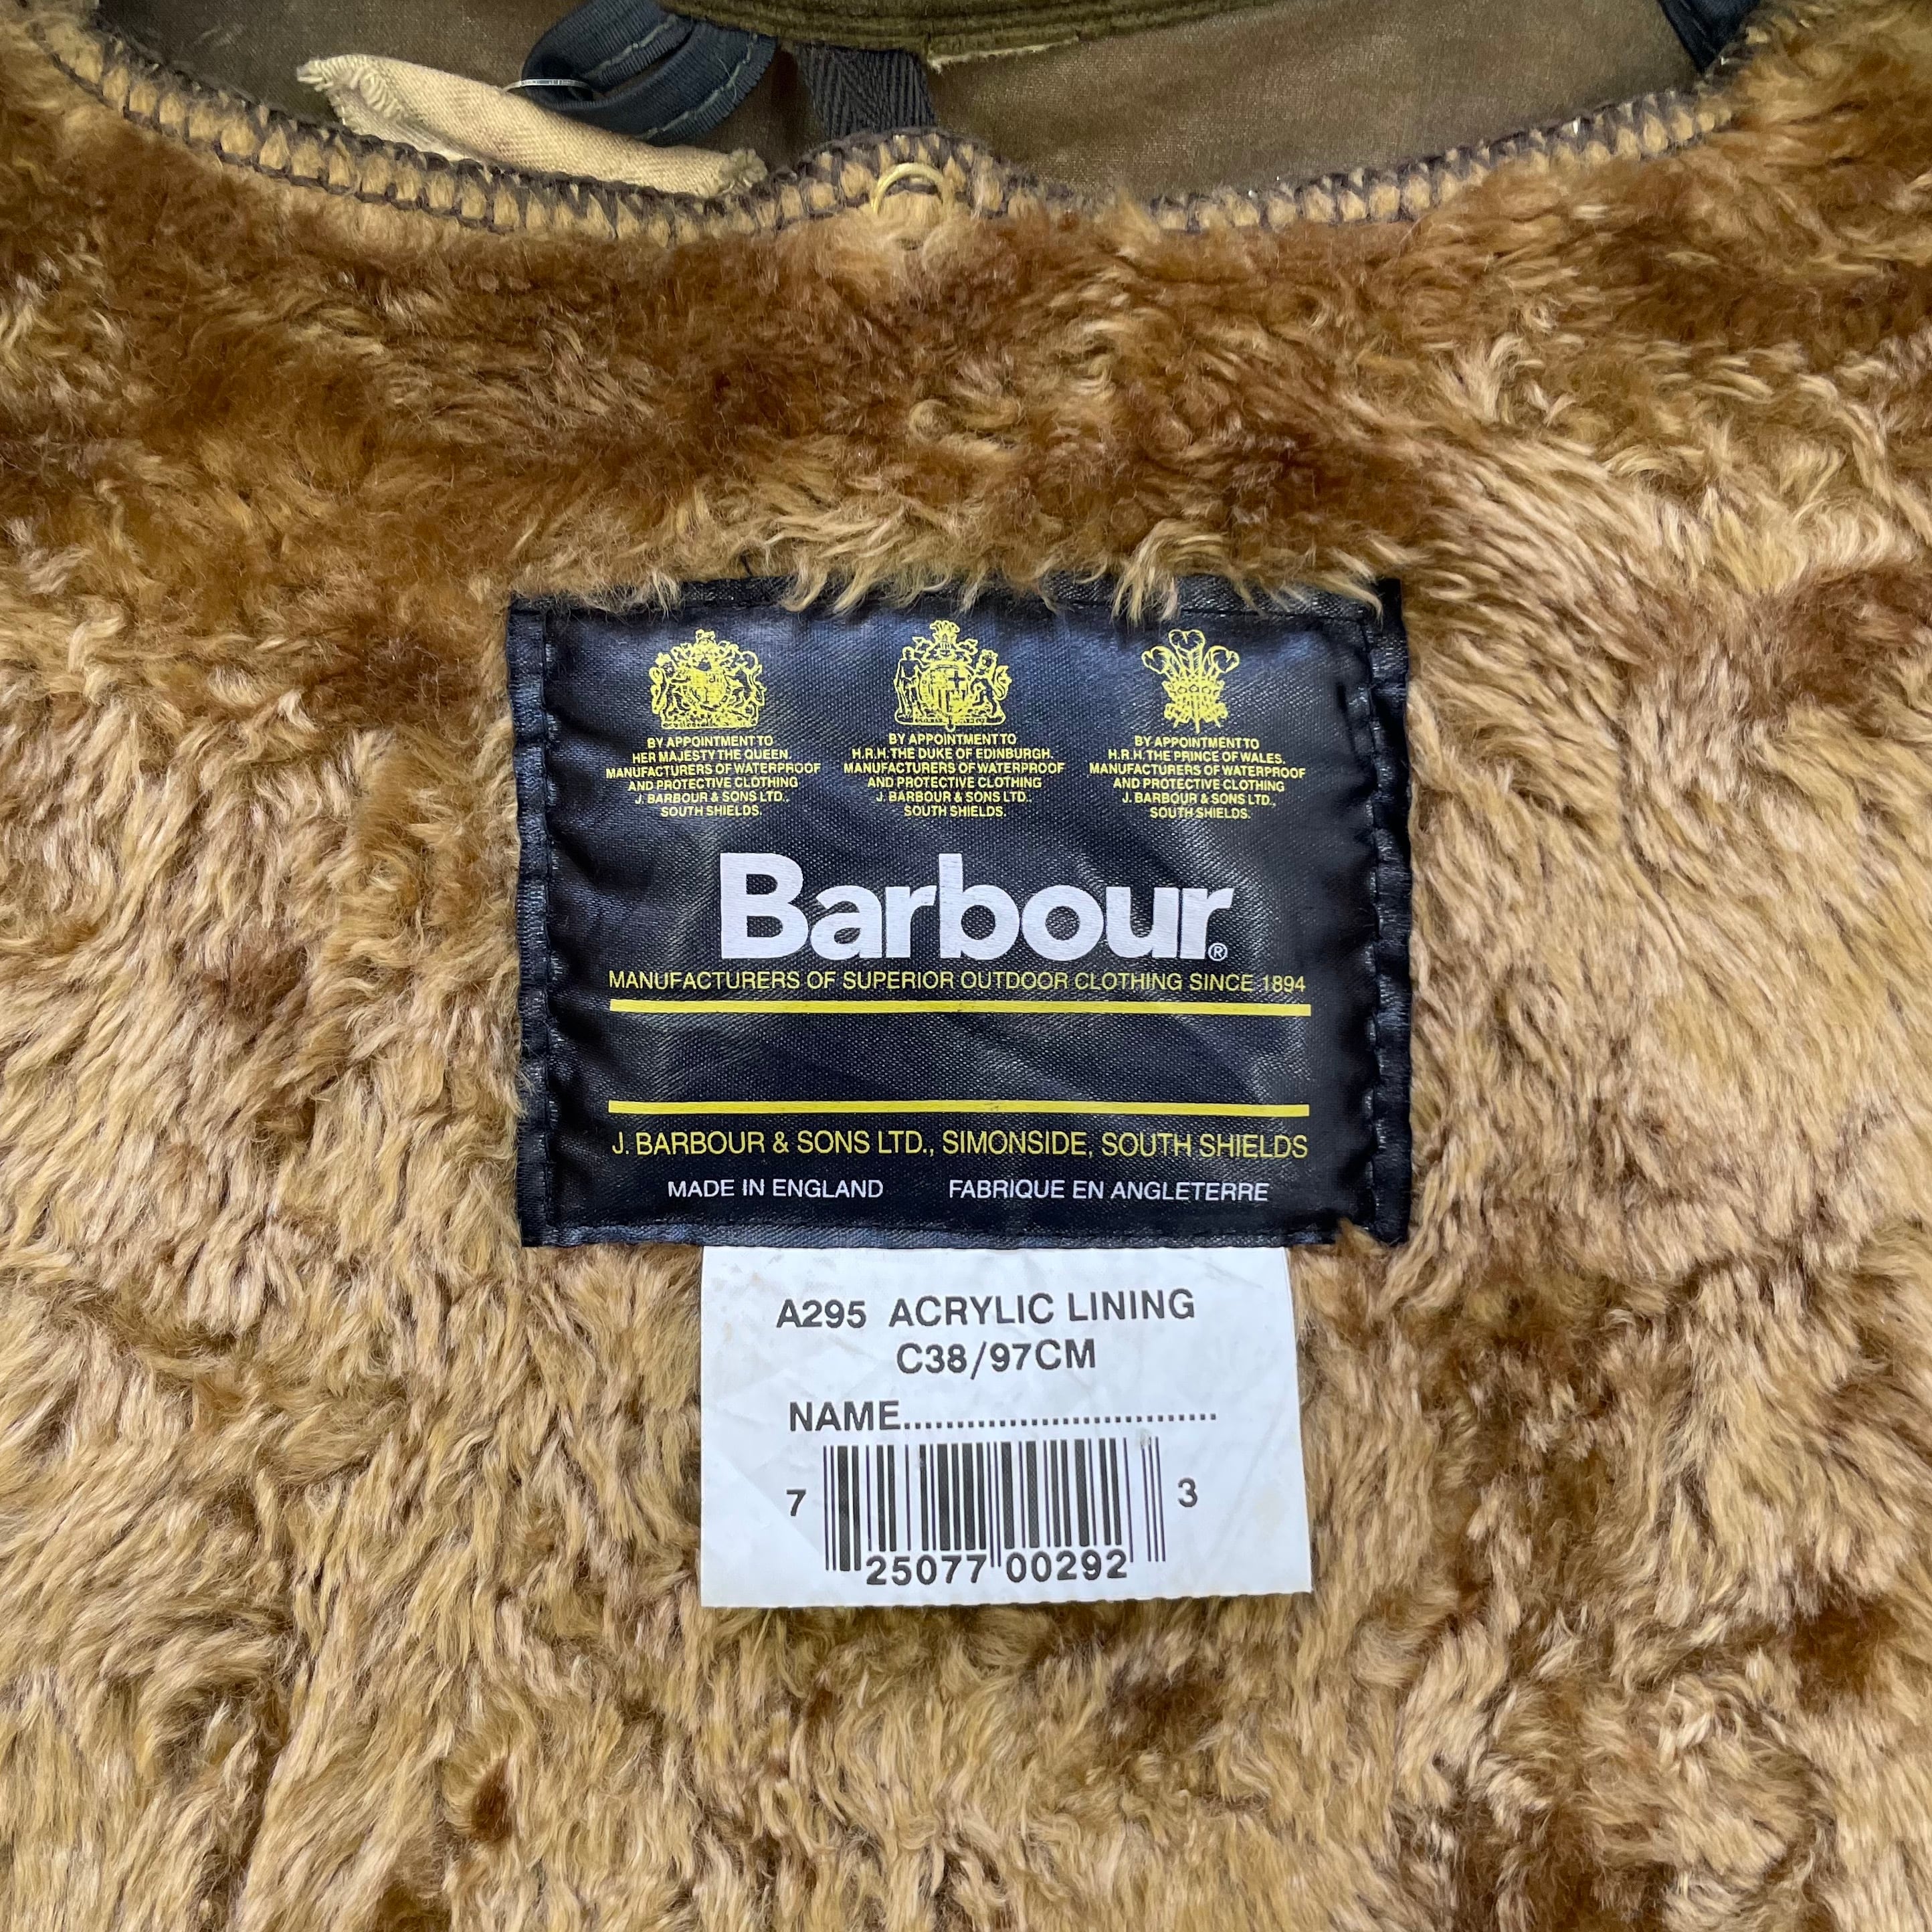 BY APPOINTMENT TO
HER MAJESTY THE QUEEN.
MANUFACTURERS OF WATERPROOF
AND PROTECTIVE CLOTHING
J. BARBOUR & SONS LTD.,
SOUTH SHIELDS.
BY APPOINTMENT TO
H.R.H. THE DUKE OF EDINBURGH.
MANUFACTURERS OF WATERPROOF
AND PROTECTIVE CLOTHING
J. BARBOUR & SONS LTD.,
SOUTH SHIELDS.
BY APPOINTMENT TO
H.R.H. THE PRINCE OF WALES.
MANUFACTURERS OF WATERPROOF
AND PROTECTIVE CLOTHING
J. BARBOUR & SONS LTD.,
SOUTH SHIELDS.
Barbour®
MANUFACTURERS OF SUPERIOR OUTDOOR CLOTHING SINCE 1894
J. BARBOUR & SONS LTD., SIMONSIDE, SOUTH SHIELDS
MADE IN ENGLAND FABRIQUE EN ANGLETERRE
A295 ACRYLIC LINING
C38/97CM
NAME..............................
7 25077 00292 3